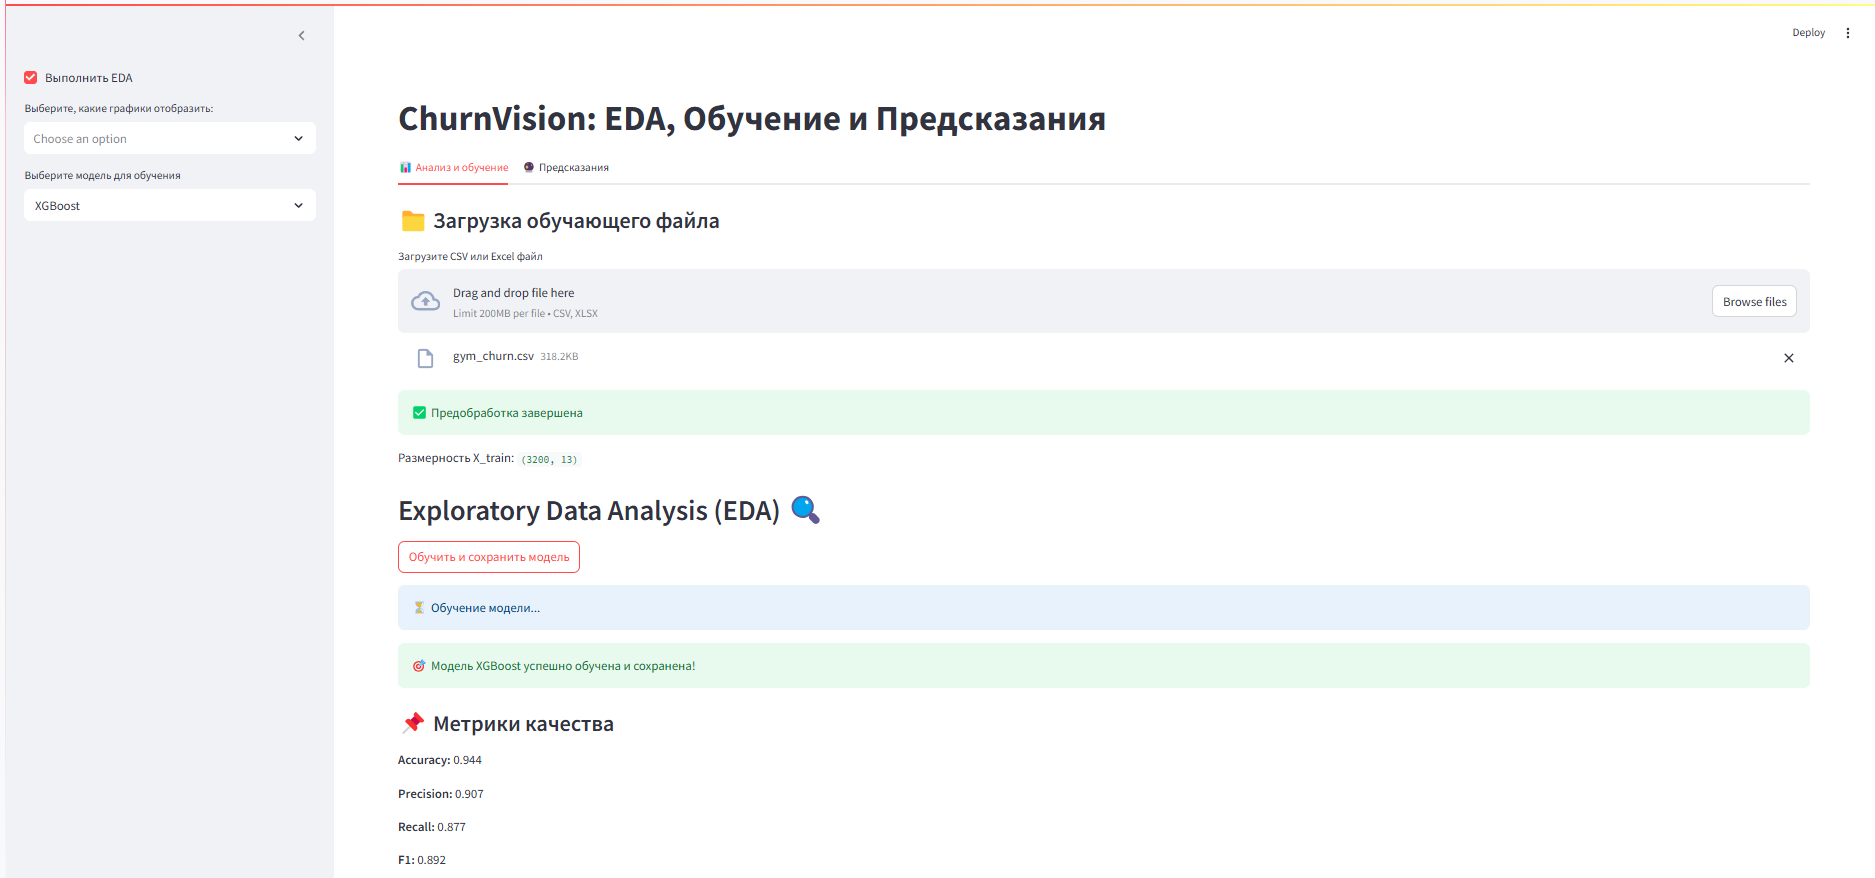 Deploy
Выполнить EDA
Выберите, какие графики отобразить:
Choose an option
Выберите модель для обучения
XGBoost
ChurnVision: EDA, Обучение и Предсказания
Анализ и обучение
Предсказания
Загрузка обучающего файла
Загрузите CSV или Excel файл
Drag and drop file here
Limit 200MB per file • CSV, XLSX
Browse files
gym_churn.csv 318.2KB
Предобработка завершена
Размерность X_train: (3200, 13)
Exploratory Data Analysis (EDA)
Обучить и сохранить модель
Обучение модели...
Модель XGBoost успешно обучена и сохранена!
Метрики качества
Accuracy: 0.944
Precision: 0.907
Recall: 0.877
F1: 0.892